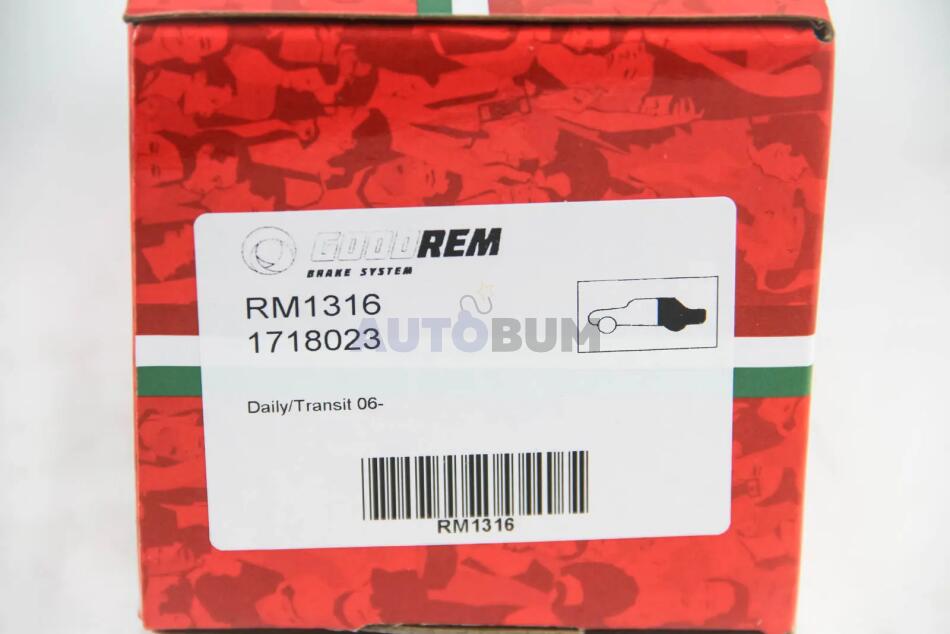 GOODREM
BRAKE SYSTEM
RM1316
1718023
AUTOBUM
Daily/Transit 06-
RM1316